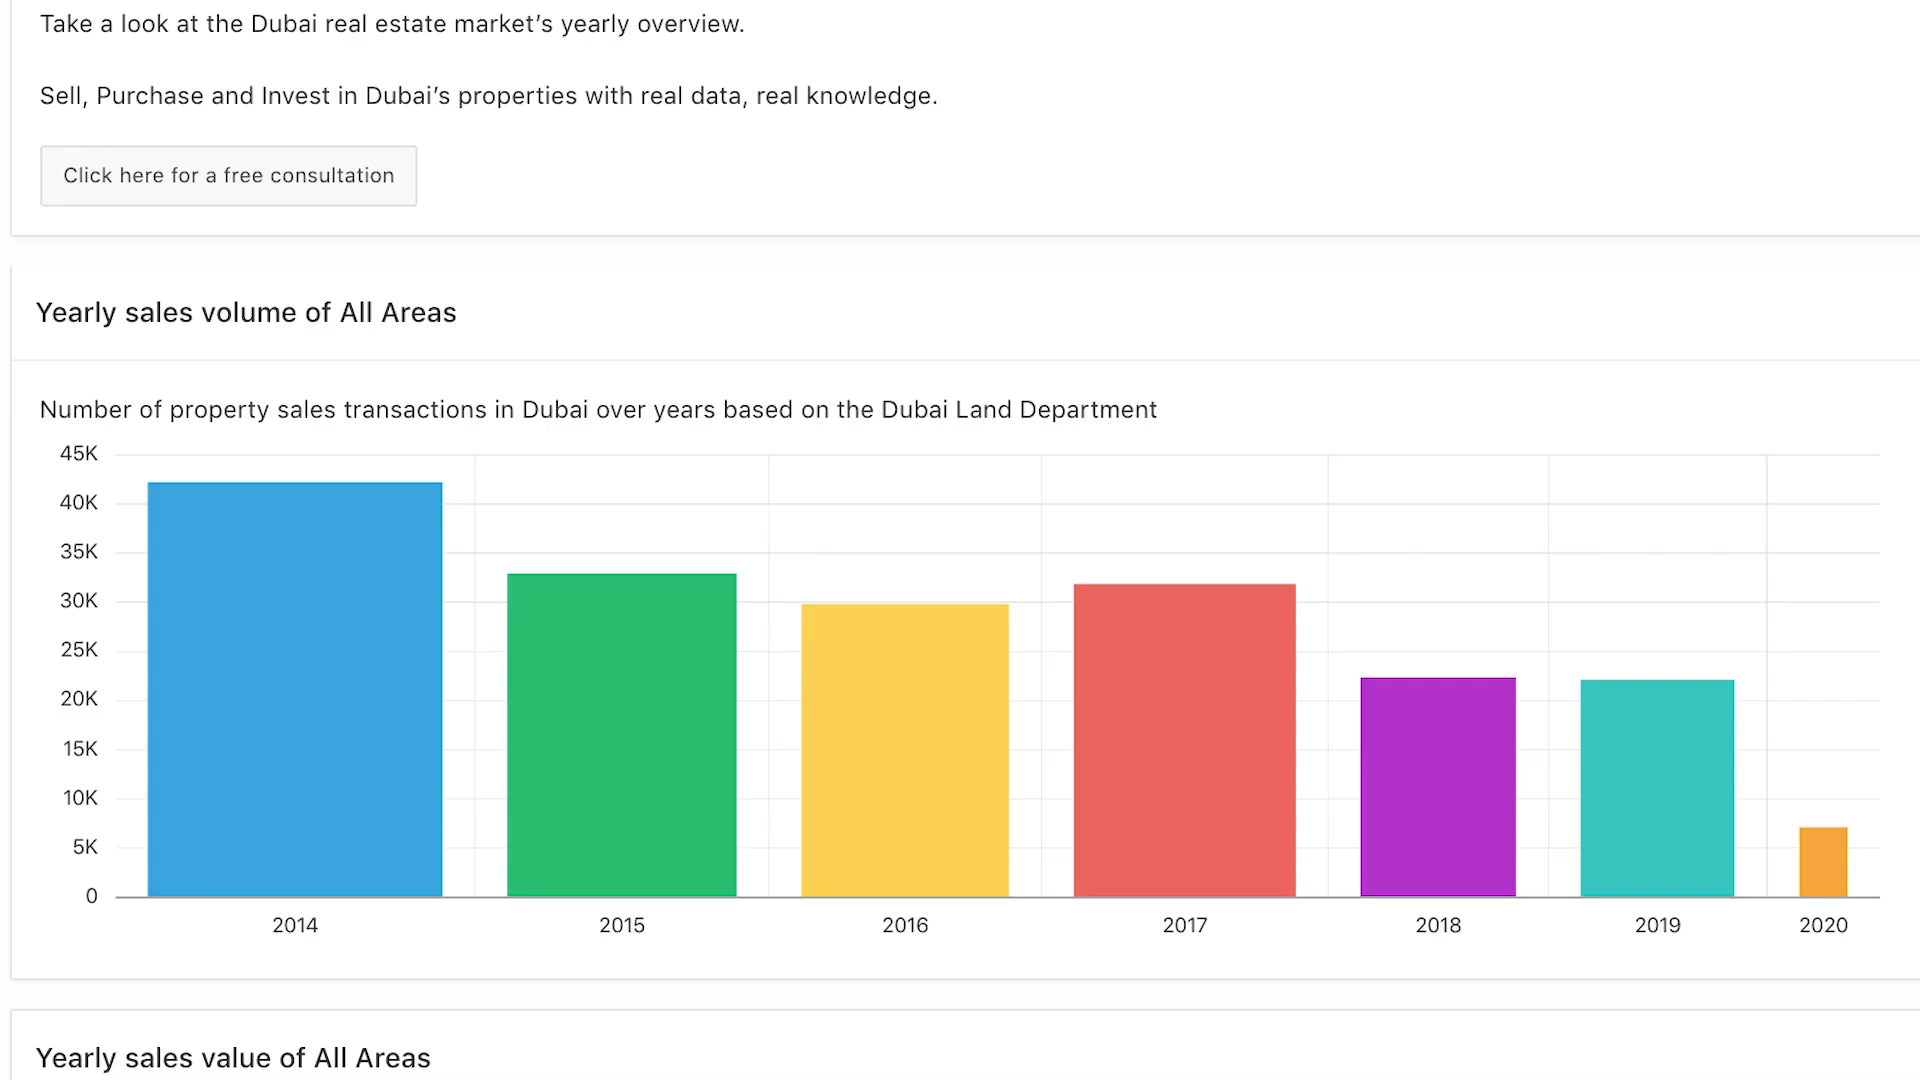 Take a look at the Dubai real estate market’s yearly overview.
Sell, Purchase and Invest in Dubai’s properties with real data, real knowledge.
Click here for a free consultation
Yearly sales volume of All Areas
Number of property sales transactions in Dubai over years based on the Dubai Land Department
45K
40K
35K
30K
25K
20K
15K
10K
5K
0
2014 2015 2016 2017 2018 2019 2020
Yearly sales value of All Areas